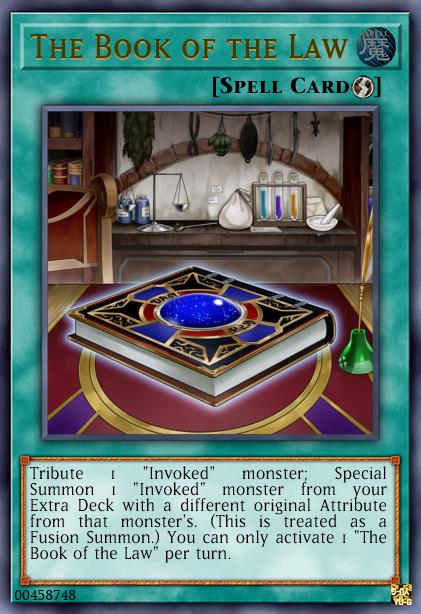 The Book of the Law 魔
[Spell Card]
Tribute 1 "Invoked" monster; Special
Summon 1 "Invoked" monster from your
Extra Deck with a different original Attribute
from that monster's. (This is treated as a
Fusion Summon.) You can only activate 1 "The
Book of the Law" per turn.
00458748